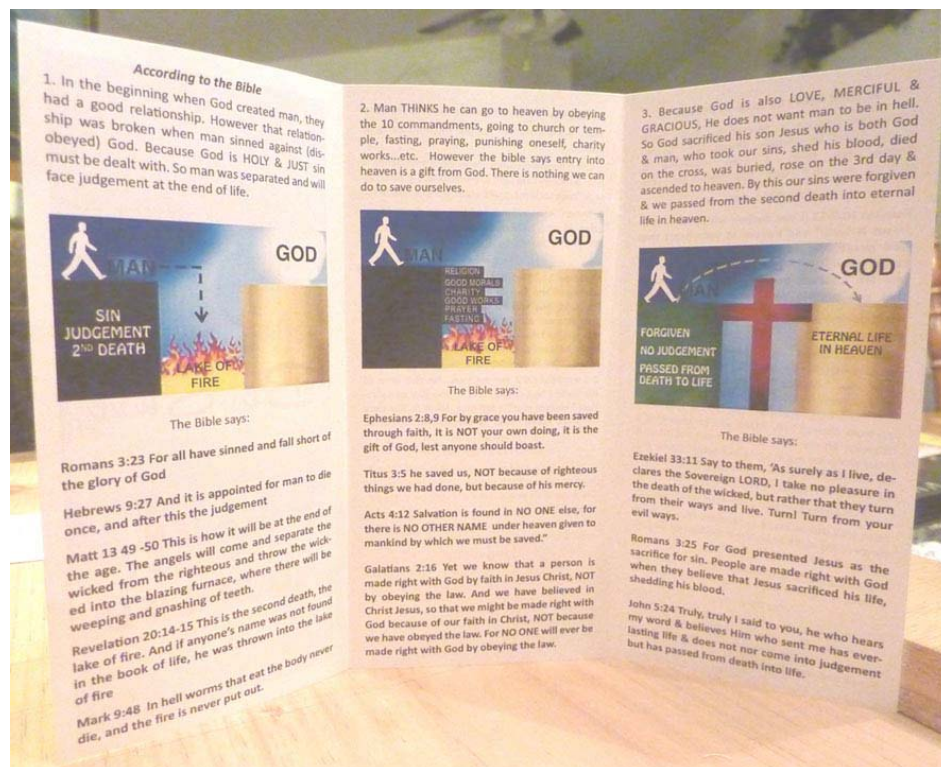 According to the Bible
1. In the beginning when God created man, they
had a good relationship. However that relation-
ship was broken when man sinned against (dis-
obeyed) God. Because God is HOLY & JUST sin
must be dealt with. So man was separated and will
face judgement at the end of life.
MAN
GOD
SIN
JUDGEMENT
2ND DEATH
LAKE OF
FIRE
The Bible says:
Romans 3:23 For all have sinned and fall short of
the glory of God
Hebrews 9:27 And it is appointed for man to die
once, and after this the judgement
Matt 13 49 -50 This is how it will be at the end of
the age. The angels will come and separate the
wicked from the righteous and throw the wick-
ed into the blazing furnace, where there will be
weeping and gnashing of teeth.
Revelation 20:14-15 This is the second death, the
lake of fire. And if anyone's name was not found
in the book of life, he was thrown into the lake
of fire
Mark 9:48 In hell worms that eat the body never
die, and the fire is never put out.
2. Man THINKS he can go to heaven by obeying
the 10 commandments, going to church or tem-
ple, fasting, praying, punishing oneself, charity
works...etc. However the bible says entry into
heaven is a gift from God. There is nothing we can
do to save ourselves.
MAN
GOD
RELIGION
GOOD MORALS
CHARITY
GOOD WORKS
PRAYER
FASTING
LAKE OF
FIRE
The Bible says:
Ephesians 2:8,9 For by grace you have been saved
through faith, It is NOT your own doing, it is the
gift of God, lest anyone should boast.
Titus 3:5 he saved us, NOT because of righteous
things we had done, but because of his mercy.
Acts 4:12 Salvation is found in NO ONE else, for
there is NO OTHER NAME under heaven given to
mankind by which we must be saved."
Galatians 2:16 Yet we know that a person is
made right with God by faith in Jesus Christ, NOT
by obeying the law. And we have believed in
Christ Jesus, so that we might be made right with
God because of our faith in Christ, NOT because
we have obeyed the law. For NO ONE will ever be
made right with God by obeying the law.
3. Because God is also LOVE, MERCIFUL &
GRACIOUS, He does not want man to be in hell.
So God sacrificed his son Jesus who is both God
& man, who took our sins, shed his blood, died
on the cross, was buried, rose on the 3rd day &
ascended to heaven. By this our sins were forgiven
& we passed from the second death into eternal
life in heaven.
MAN
GOD
FORGIVEN
NO JUDGEMENT
PASSED FROM
DEATH TO LIFE
ETERNAL LIFE
IN HEAVEN
The Bible says:
Ezekiel 33:11 Say to them, 'As surely as I live, de-
clares the Sovereign LORD, I take no pleasure in
the death of the wicked, but rather that they turn
from their ways and live. Turn! Turn from your
evil ways.
Romans 3:25 For God presented Jesus as the
sacrifice for sin. People are made right with God
when they believe that Jesus sacrificed his life,
shedding his blood.
John 5:24 Truly, truly I said to you, he who hears
my word & believes Him who sent me has ever-
lasting life & does not nor come into judgement
but has passed from death into life.